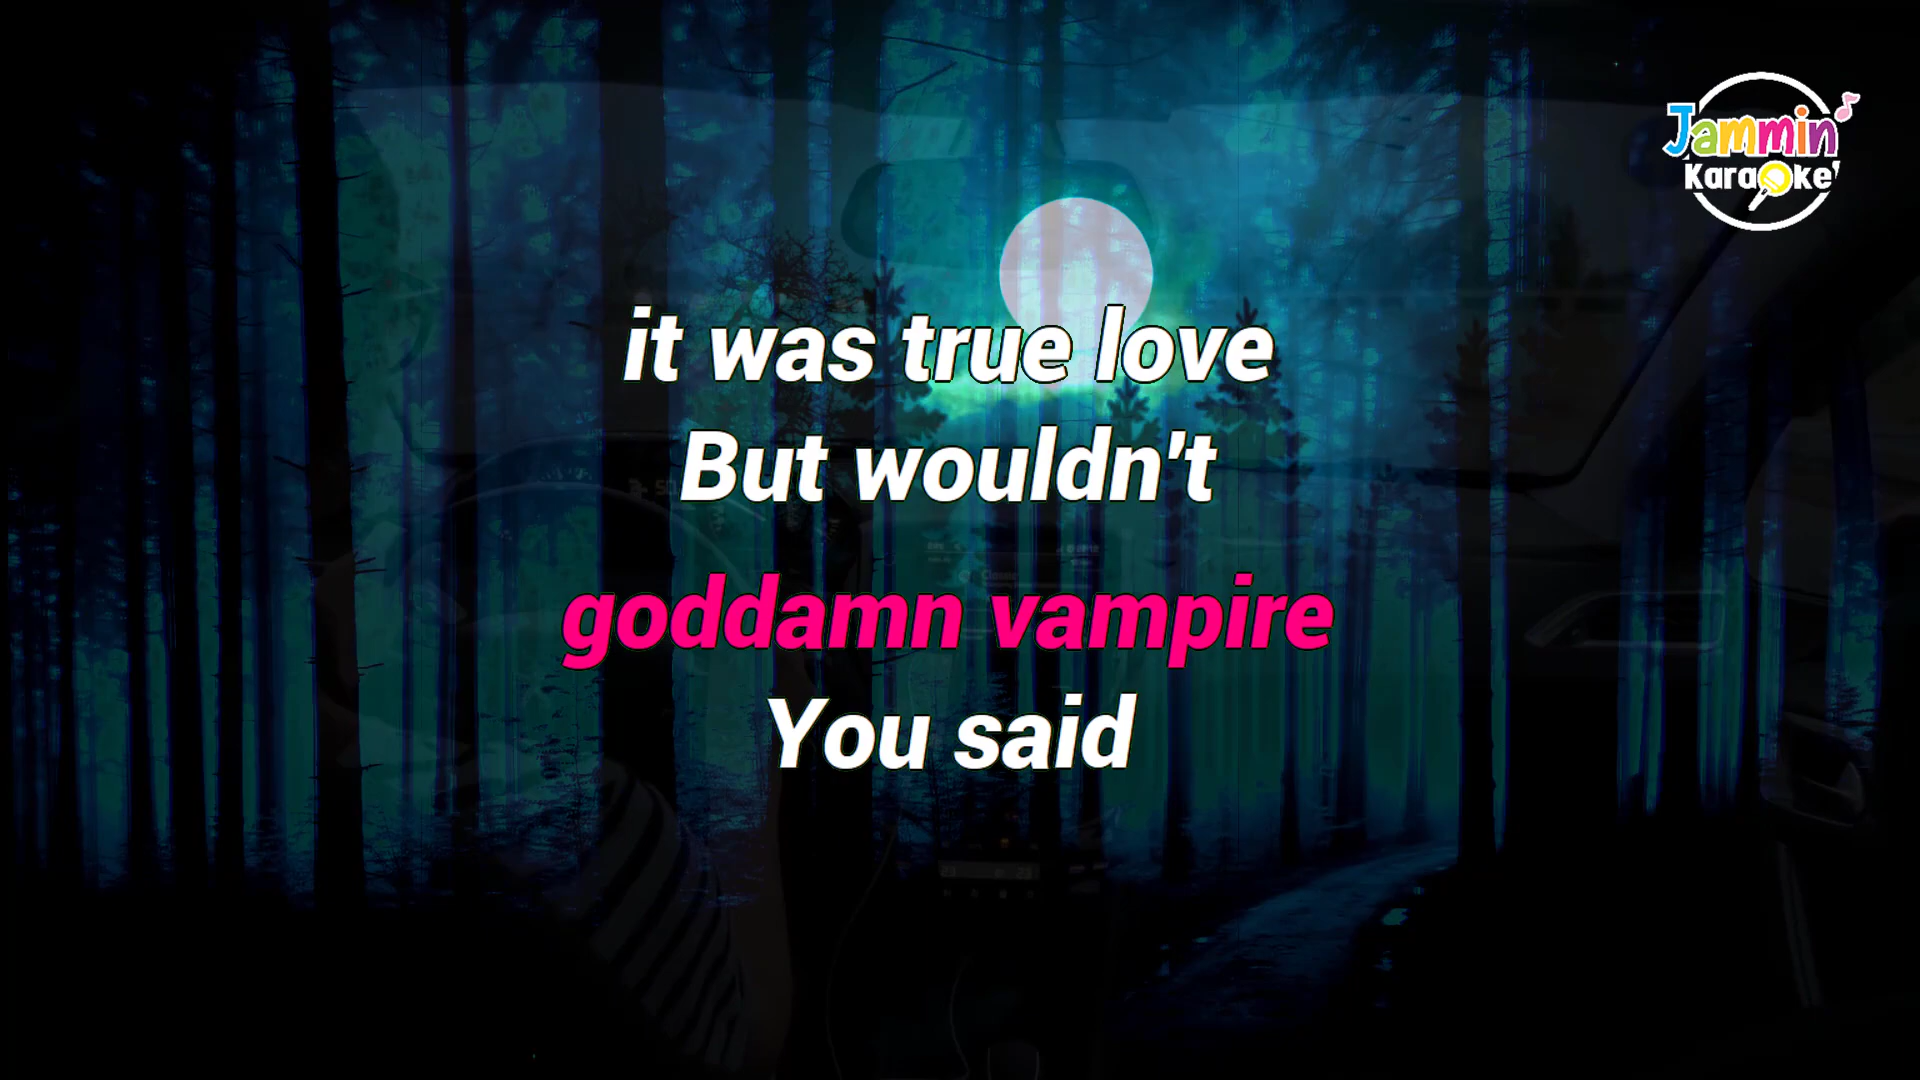 Jammin'
Karaoke
it was true love
But wouldn't
goddamn vampire
You said